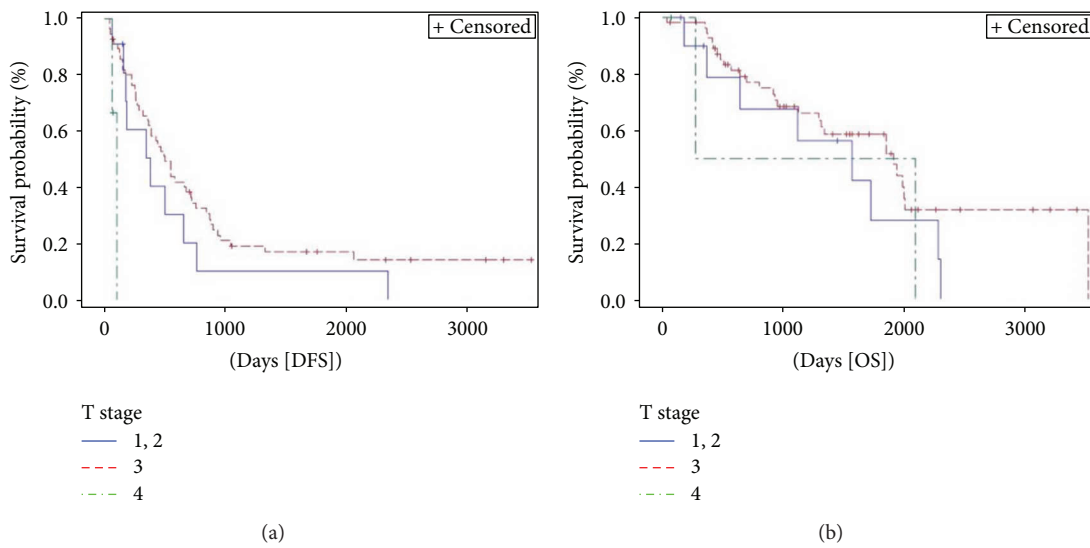 1.0
0.8
0.6
0.4
0.2
0.0
Survival probability (%)
+ Censored
0 1000 2000 3000
(Days [DFS])
T stage
1, 2
3
4
(a)
1.0
0.8
0.6
0.4
0.2
0.0
Survival probability (%)
+ Censored
0 1000 2000 3000
(Days [OS])
T stage
1, 2
3
4
(b)